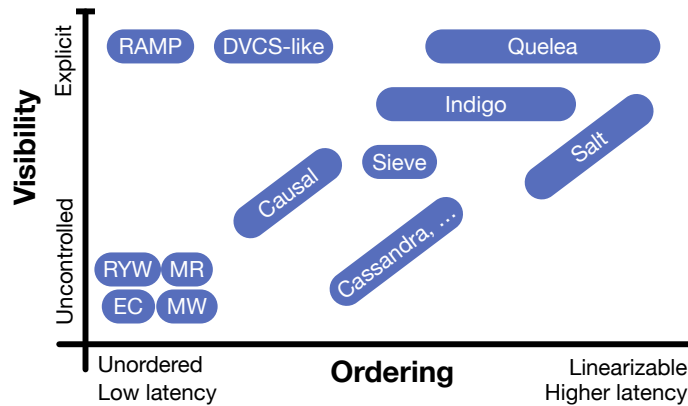 Visibility
Explicit
Uncontrolled
RAMP
DVCS-like
Quelea
Indigo
Salt
Sieve
Causal
Cassandra, ...
RYW
MR
EC
MW
Unordered
Low latency
Ordering
Linearizable
Higher latency